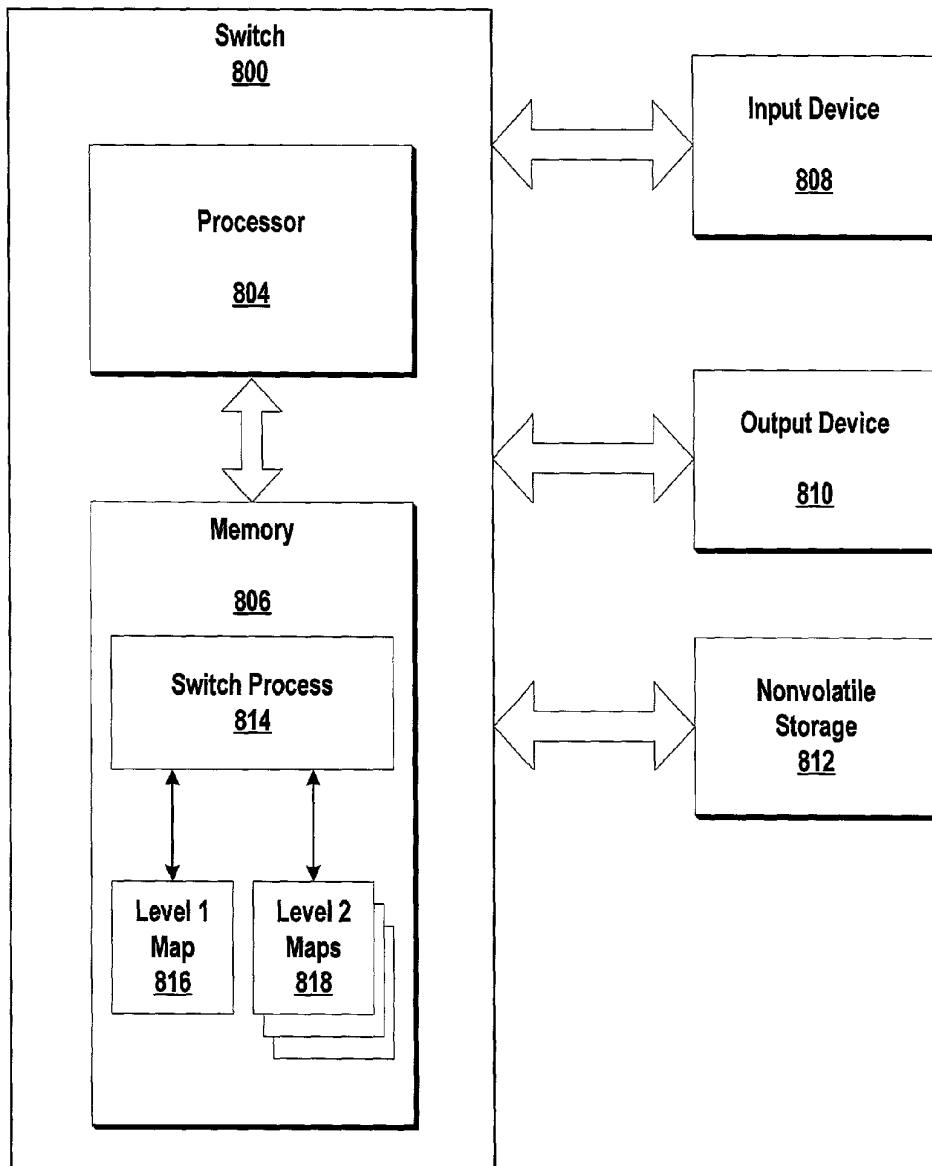 Switch
800
Processor
804
Memory
806
Switch Process
814
Level 1
Map
816
Level 2
Maps
818
Input Device
808
Output Device
810
Nonvolatile
Storage
812